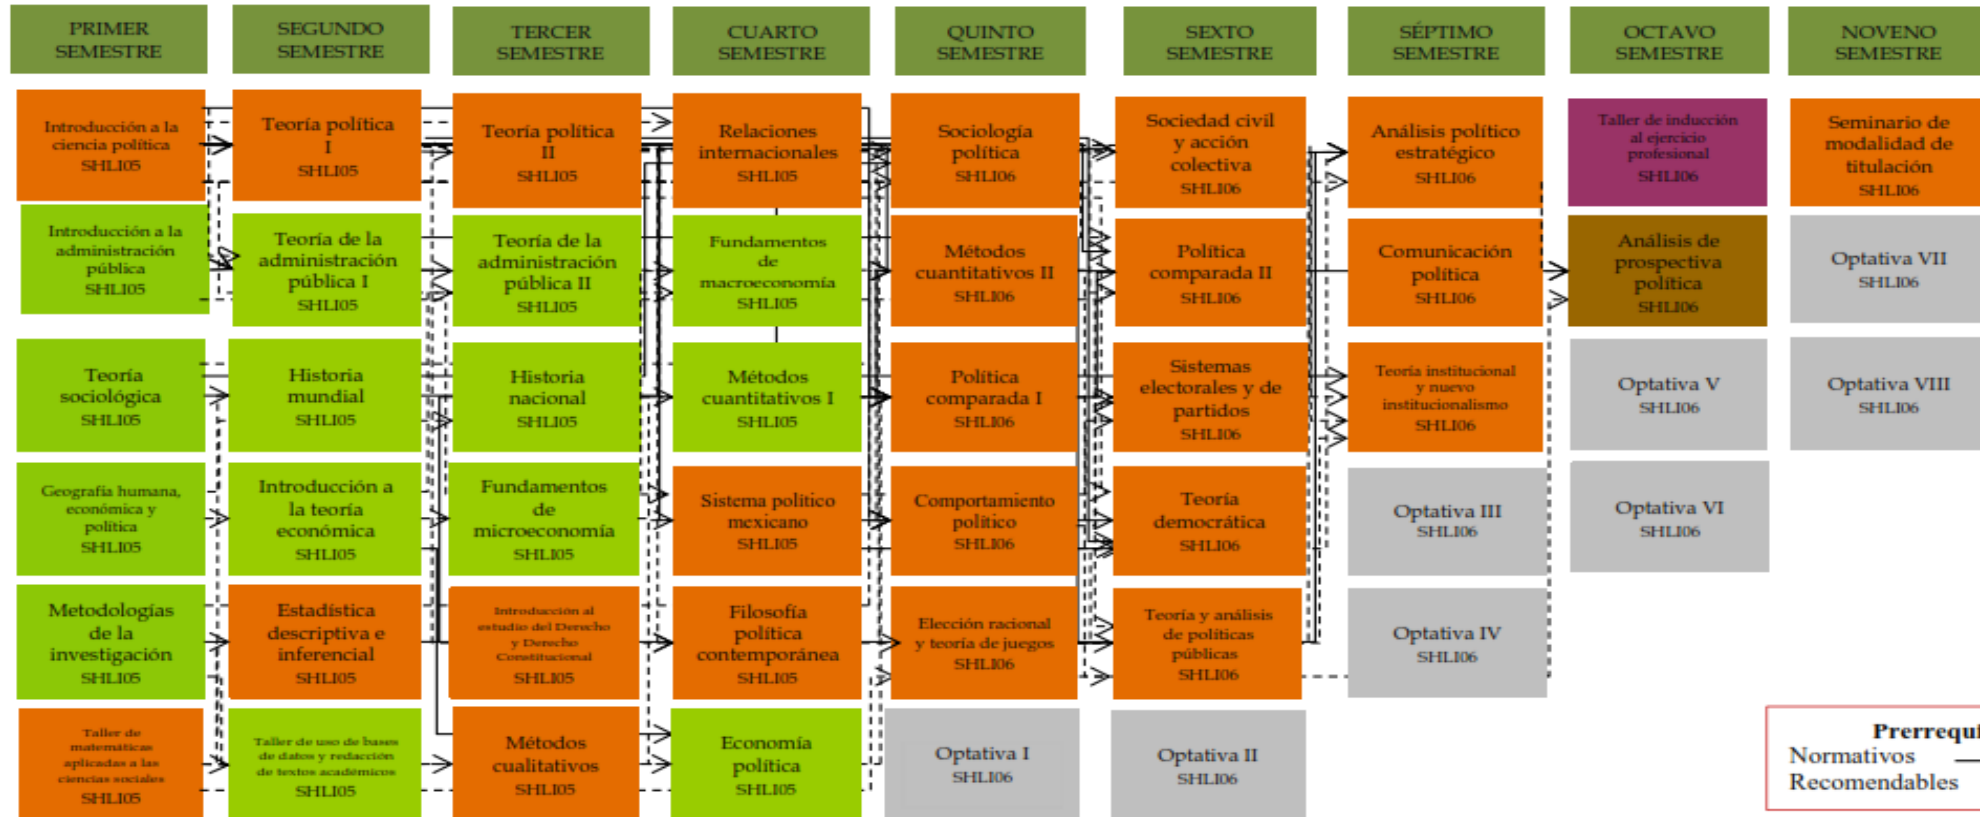 PRIMER
SEMESTRE
SEGUNDO
SEMESTRE
TERCER
SEMESTRE
CUARTO
SEMESTRE
QUINTO
SEMESTRE
SEXTO
SEMESTRE
SÉPTIMO
SEMESTRE
OCTAVO
SEMESTRE
NOVENO
SEMESTRE
Introducción a la
ciencia política
SHLI05
Teoría política
I
SHLI05
Teoría política
II
SHLI05
Relaciones
internacionales
SHLI05
Sociología
política
SHLI06
Sociedad civil
y acción
colectiva
SHLI06
Análisis político
estratégico
SHLI06
Taller de inducción
al ejercicio
profesional
SHLI06
Seminario de
modalidad de
titulación
SHLI06
Introducción a la
administración
pública
SHLI05
Teoría de la
administración
pública I
SHLI05
Teoría de la
administración
pública II
SHLI05
Fundamentos
de
macroeconomía
SHLI05
Métodos
cuantitativos II
SHLI06
Política
comparada II
SHLI06
Comunicación
política
SHLI06
Análisis de
prospectiva
política
SHLI06
Optativa VII
SHLI06
Teoría
sociológica
SHLI05
Historia
mundial
SHLI05
Historia
nacional
SHLI05
Métodos
cuantitativos I
SHLI05
Política
comparada I
SHLI06
Sistemas
electorales y de
partidos
SHLI06
Teoría institucional
y nuevo
institucionalismo
SHLI06
Optativa V
SHLI06
Optativa VIII
SHLI06
Geografía humana,
económica y
política
SHLI05
Introducción a
la teoría
económica
SHLI05
Fundamentos
de
microeconomía
SHLI05
Sistema político
mexicano
SHLI05
Comportamiento
político
SHLI06
Teoría
democrática
SHLI06
Optativa III
SHLI06
Optativa VI
SHLI06
Metodologías
de la
investigación
SHLI05
Estadística
descriptiva e
inferencial
SHLI05
Introducción al
estudio del Derecho
y Derecho
Constitucional
SHLI05
Filosofía
política
contemporánea
SHLI05
Elección racional
y teoría de juegos
SHLI06
Teoría y análisis
de políticas
públicas
SHLI06
Optativa IV
SHLI06
Taller de
matemáticas
aplicadas a las
ciencias sociales
SHLI05
Taller de uso de bases
de datos y redacción
de textos académicos
SHLI05
Métodos
cualitativos
SHLI05
Economía
política
SHLI05
Optativa I
SHLI06
Optativa II
SHLI06
Prerrequi
Normativos
Recomendables